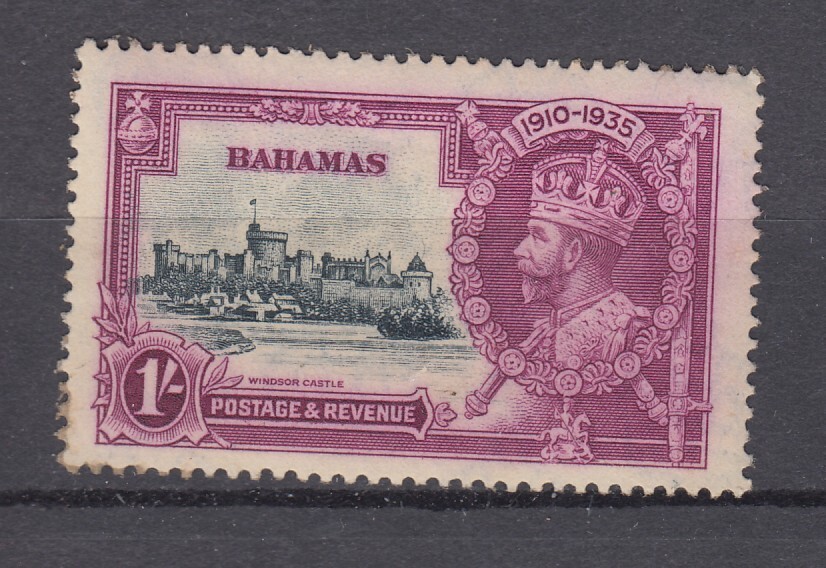 1910-1935
BAHAMAS
WINDSOR CASTLE
1/-
POSTAGE & REVENUE